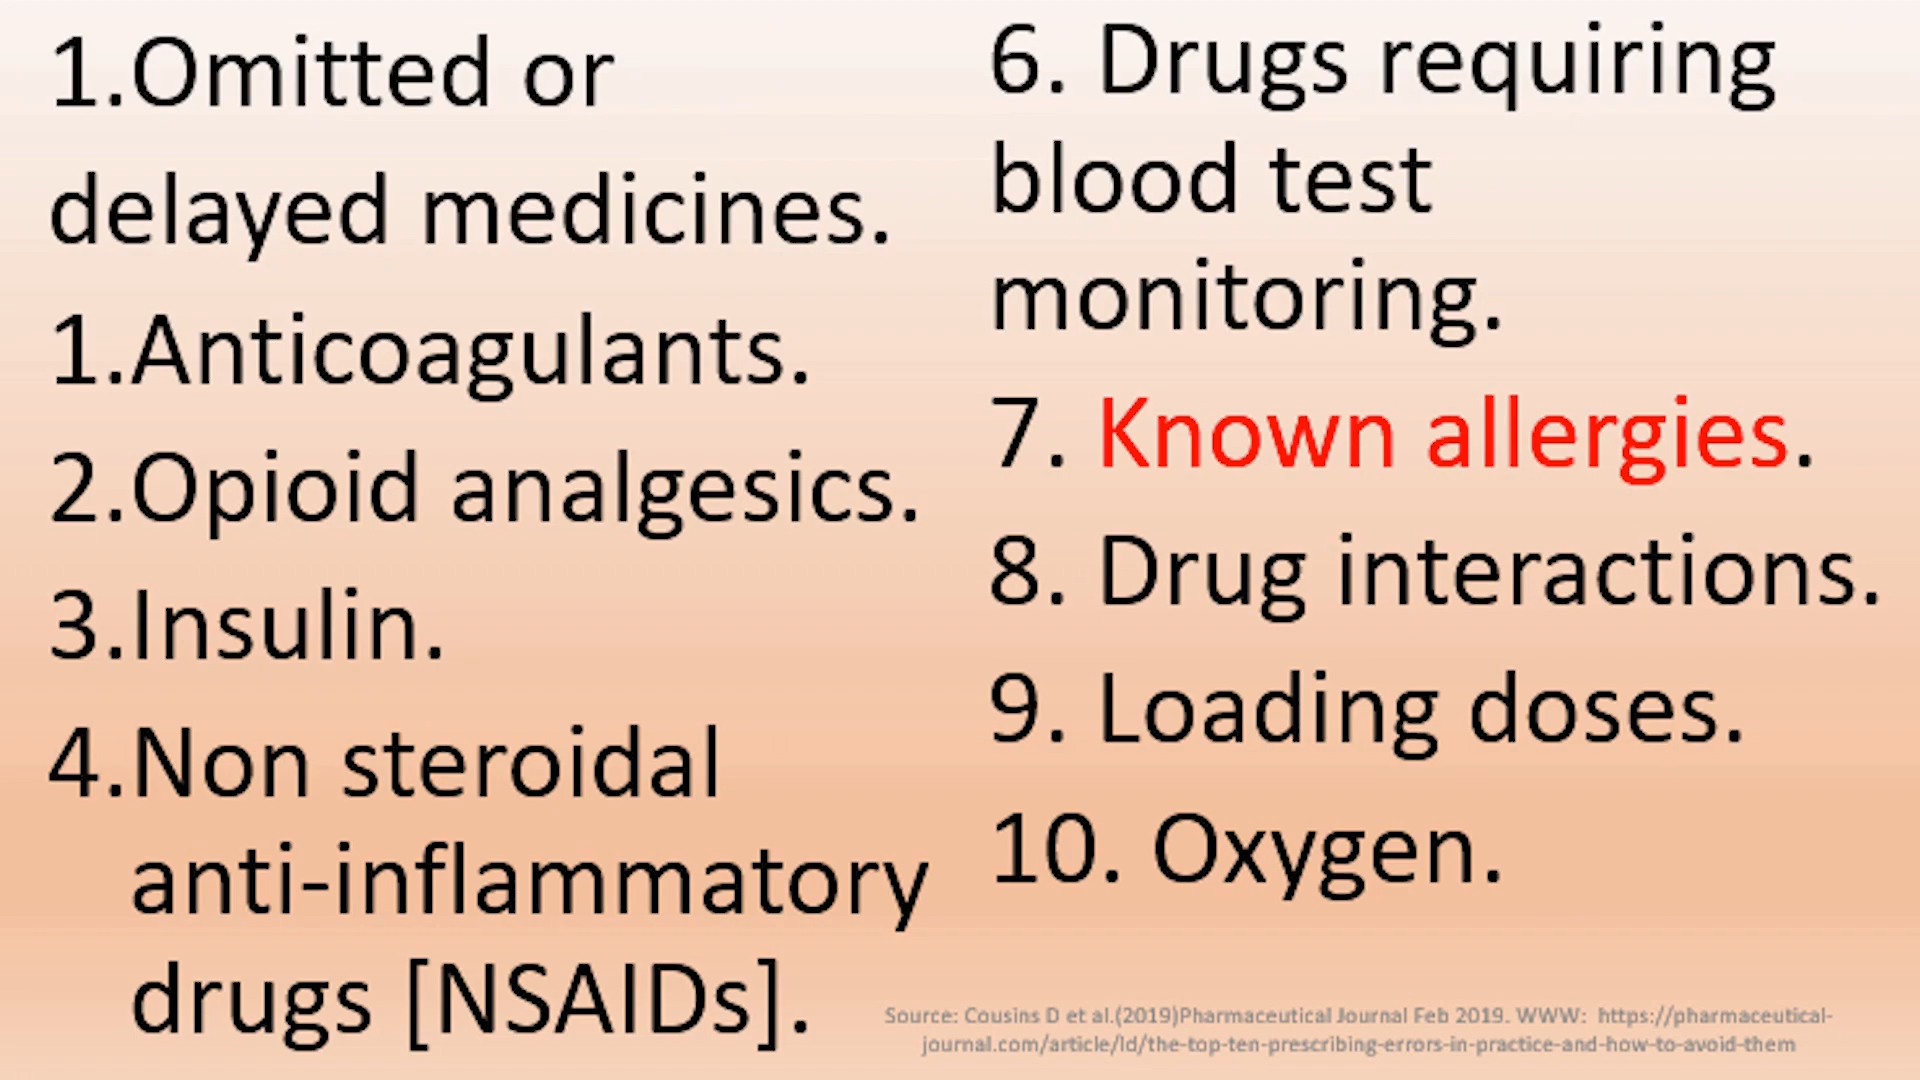 1.Omitted or
delayed medicines.
1.Anticoagulants.
2.Opioid analgesics.
3.Insulin.
4.Non steroidal
anti-inflammatory
drugs [NSAIDs].
6. Drugs requiring
blood test
monitoring.
7. Known allergies.
8. Drug interactions.
9. Loading doses.
10. Oxygen.
Source: Cousins D et al.(2019)Pharmaceutical Journal Feb 2019. WWW: https://pharmaceutical-
journal.com/article/ld/the-top-ten-prescribing-errors-in-practice-and-how-to-avoid-them